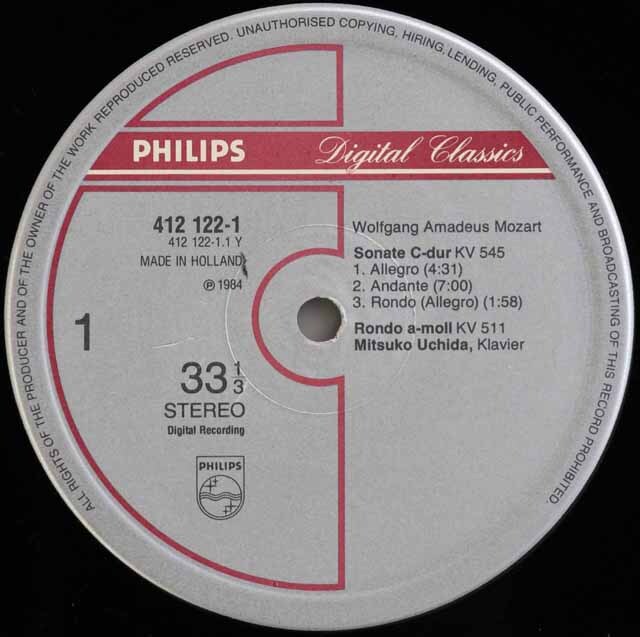 ALL RIGHTS OF THE PRODUCER AND OF THE OWNER OF THE WORK REPRODUCED RESERVED. UNAUTHORISED COPYING, HIRING, LENDING, PUBLIC PERFORMANCE AND BROADCASTING OF THIS RECORD PROHIBITED
PHILIPS Digital Classics
412 122-1
412 122-1.1 Y
MADE IN HOLLAND
℗ 1984
1
33 1/3
STEREO
Digital Recording
PHILIPS
Wolfgang Amadeus Mozart
Sonate C-dur KV 545
1. Allegro (4:31)
2. Andante (7:00)
3. Rondo (Allegro) (1:58)
Rondo a-moll KV 511
Mitsuko Uchida, Klavier